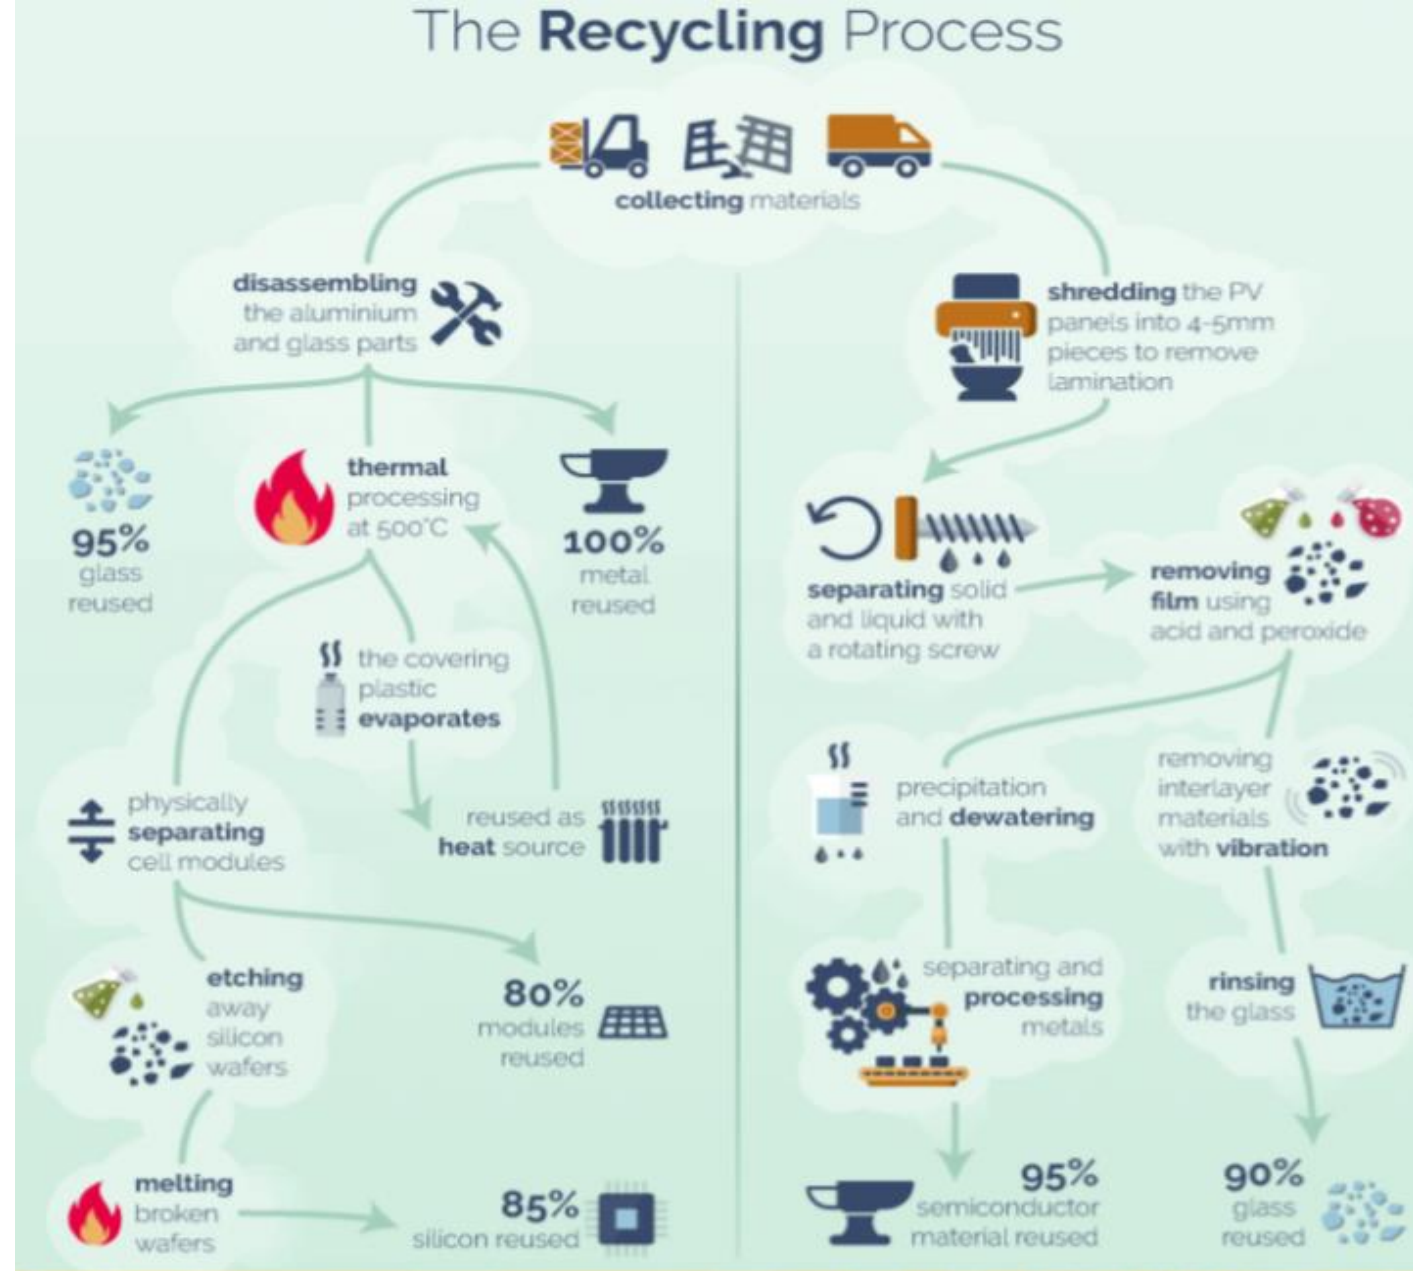 The Recycling Process
collecting materials
disassembling
the aluminium
and glass parts
95%
glass
reused
thermal
processing
at 500°C
100%
metal
reused
the covering
plastic
evaporates
physically
separating
cell modules
reused as
heat source
etching
away
silicon
wafers
80%
modules
reused
melting
broken
wafers
85%
silicon reused
shredding the PV
panels into 4-5mm
pieces to remove
lamination
separating solid
and liquid with
a rotating screw
removing
film using
acid and peroxide
precipitation
and dewatering
removing
interlayer
materials
with vibration
separating and
processing
metals
rinsing
the glass
95%
semiconductor
material reused
90%
glass
reused